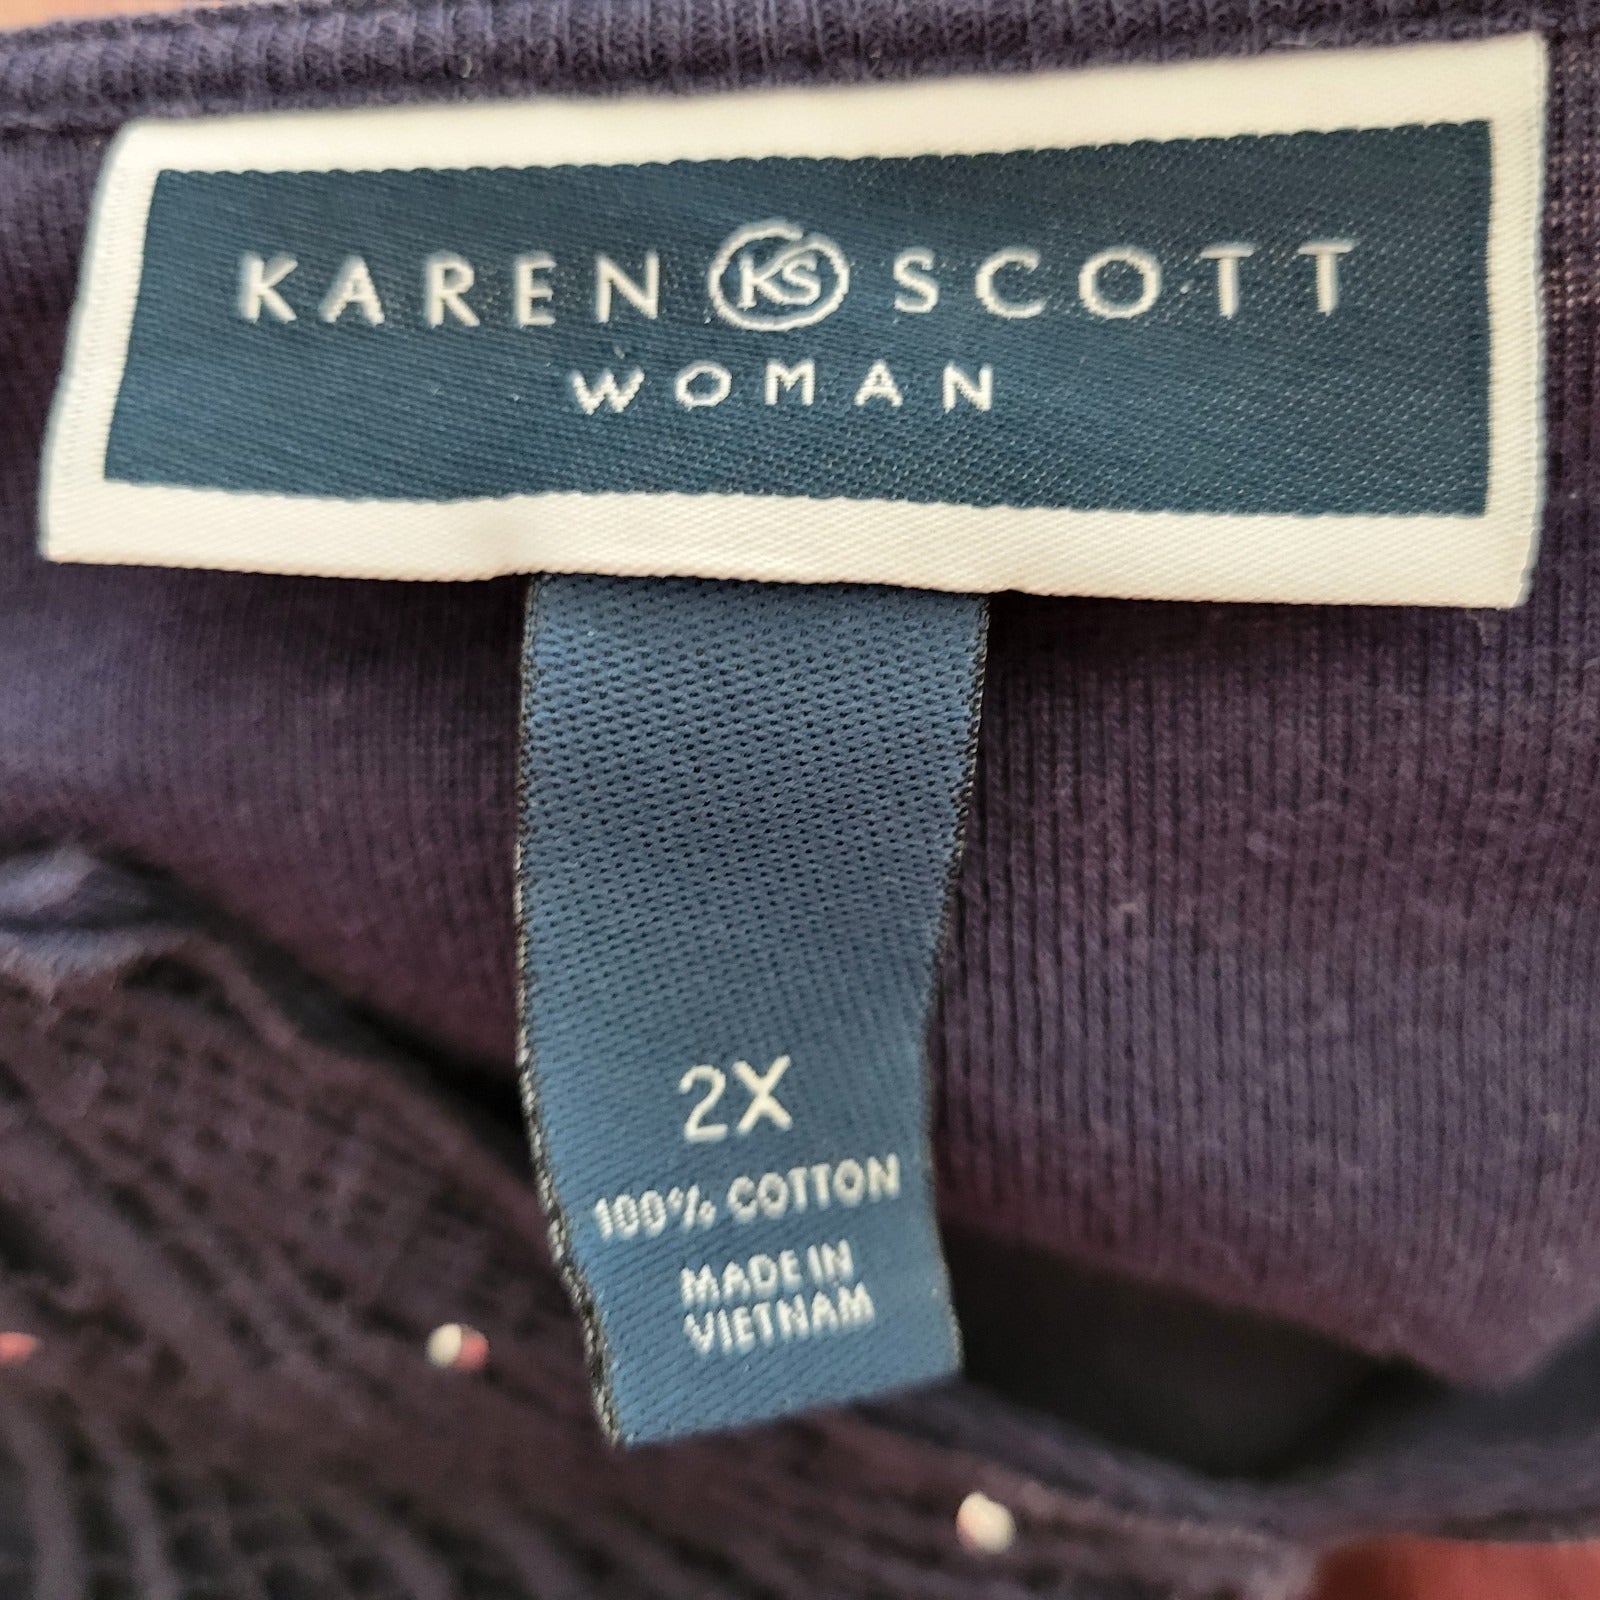 KAREN KS SCOTT
WOMAN
2X
100% COTTON
MADE IN
VIETNAM